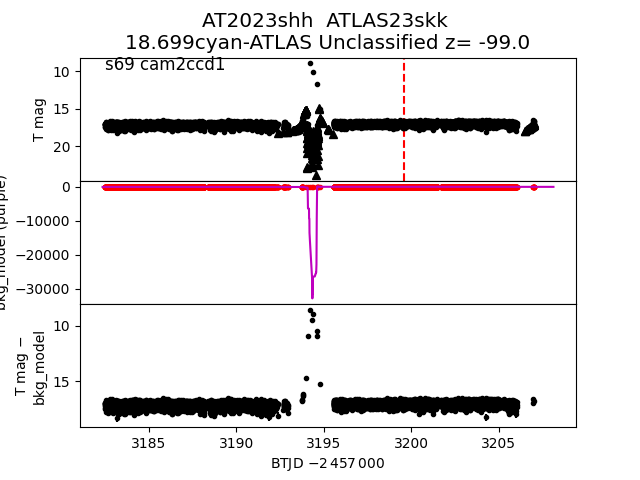 AT2023shh  ATLAS23skk
18.699cyan-ATLAS Unclassified z= -99.0
s69 cam2ccd1
10
15
20
T mag
0
−10000
−20000
−30000
bkg_model (purple)
10
15
T mag −
bkg_model
3185
3190
3195
3200
3205
BTJD −2 457 000